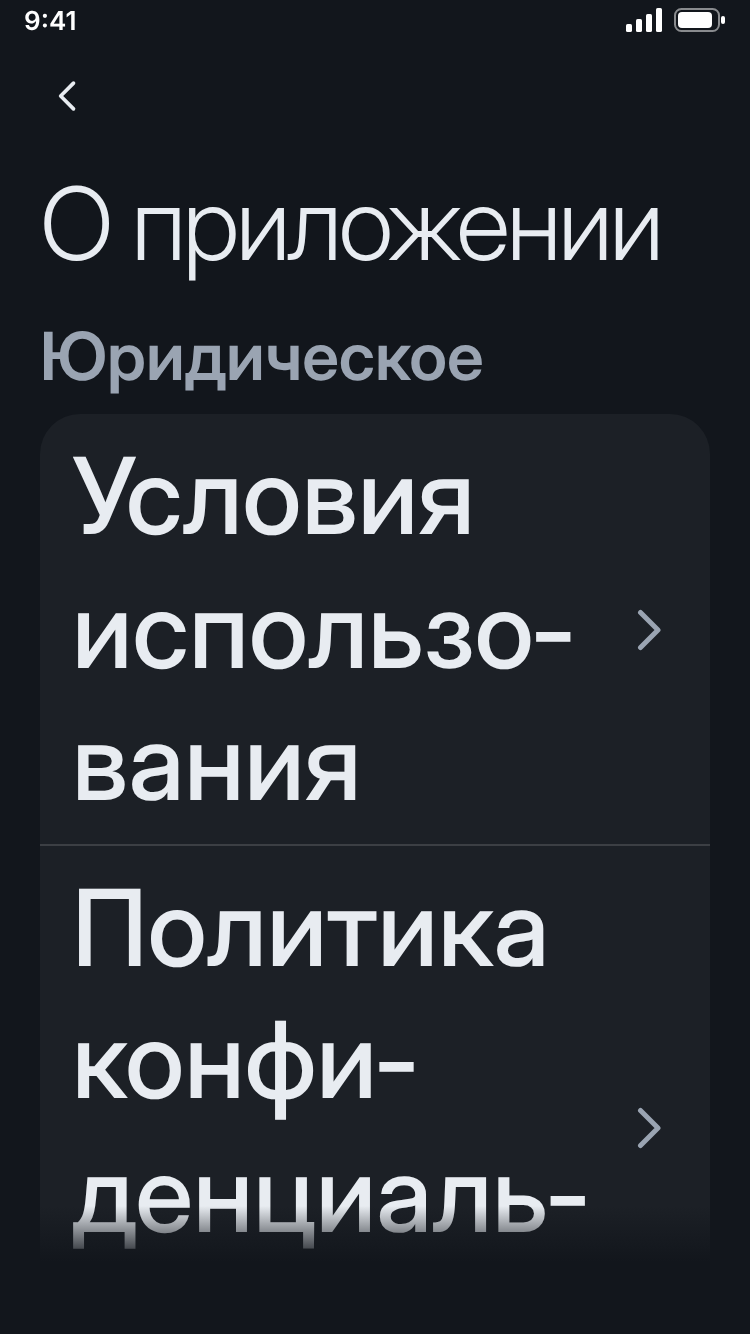 9:41
О приложении
Юридическое
Условия
использо-
вания
Политика
конфи-
денциаль-